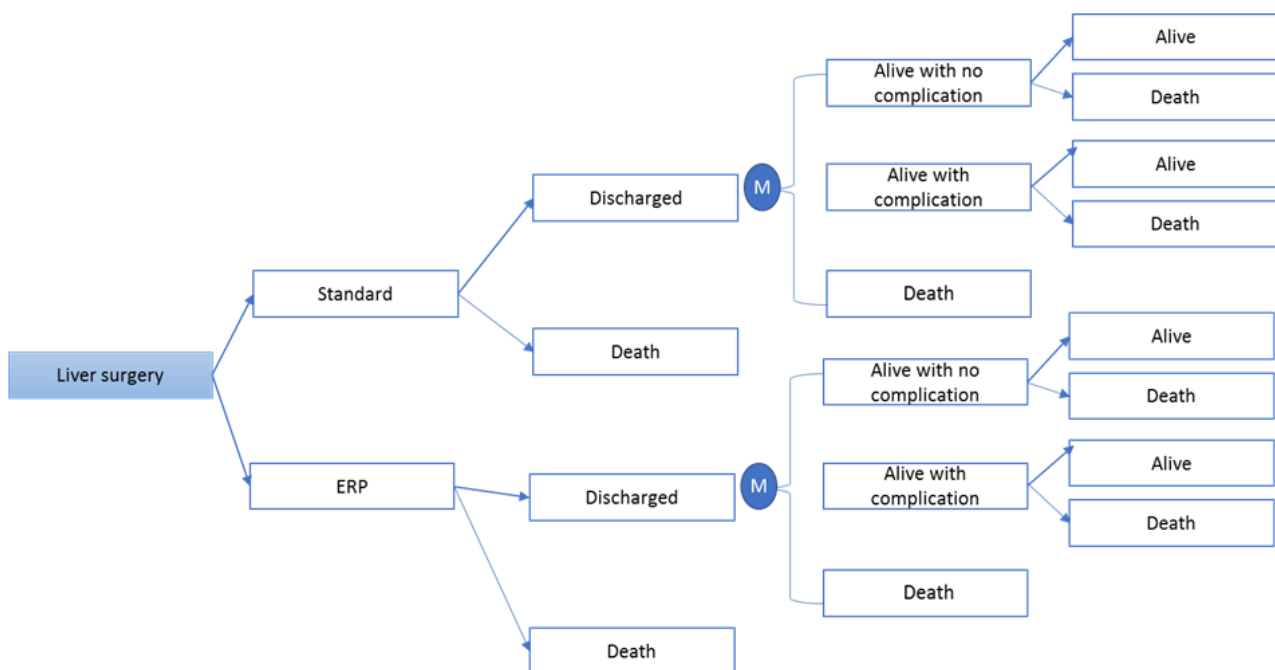 Alive
Alive with no
complication
Death
Alive
Alive with
complication
Discharged
M
Death
Standard
Death
Death
Alive
Liver surgery
Alive with no
complication
Death
Alive
ERP
Discharged
M
Alive with
complication
Death
Death
Death